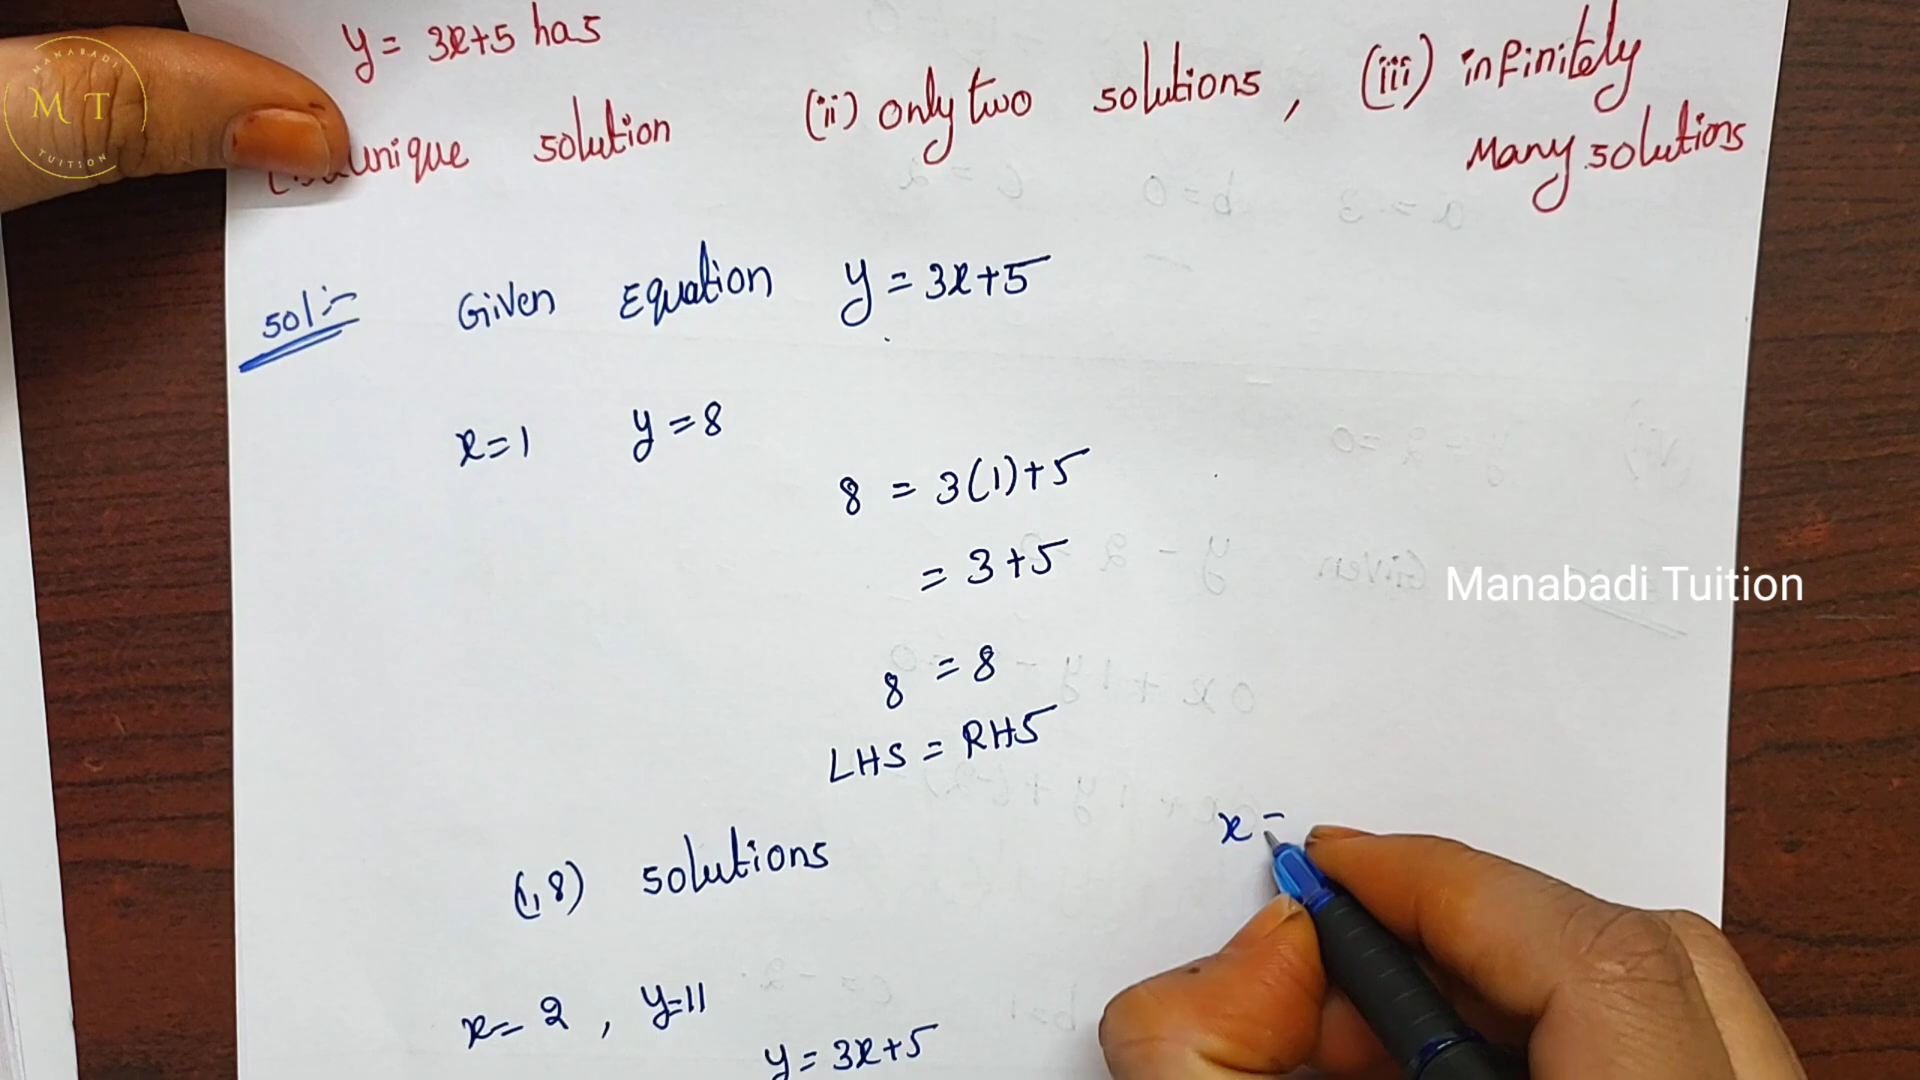 MANABADI
M T
TUITION
y = 3x+5 has
unique solution (ii) only two solutions, (iii) infinitely
Many solutions
Sol:- Given Equation y = 3x+5
x=1 y=8
8 = 3(1)+5
= 3+5
8 = 8
LHS = RHS
Manabadi Tuition
x=
(1,8) solutions
x= 2 , y=11
y = 3x+5